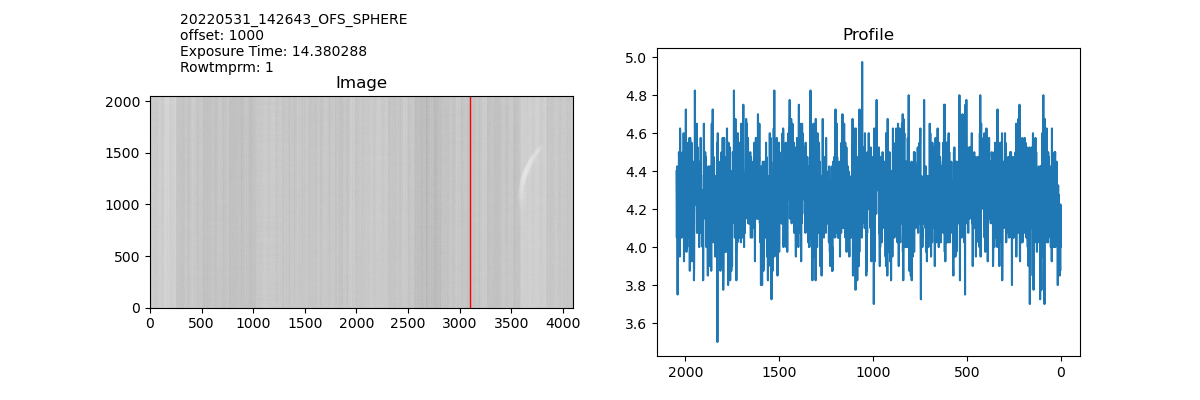 20220531_142643_OFS_SPHERE
offset: 1000
Exposure Time: 14.380288
Rowtmprm: 1
Image
2000
1500
1000
500
0
0 500 1000 1500 2000 2500 3000 3500 4000
Profile
5.0
4.8
4.6
4.4
4.2
4.0
3.8
3.6
2000 1500 1000 500 0